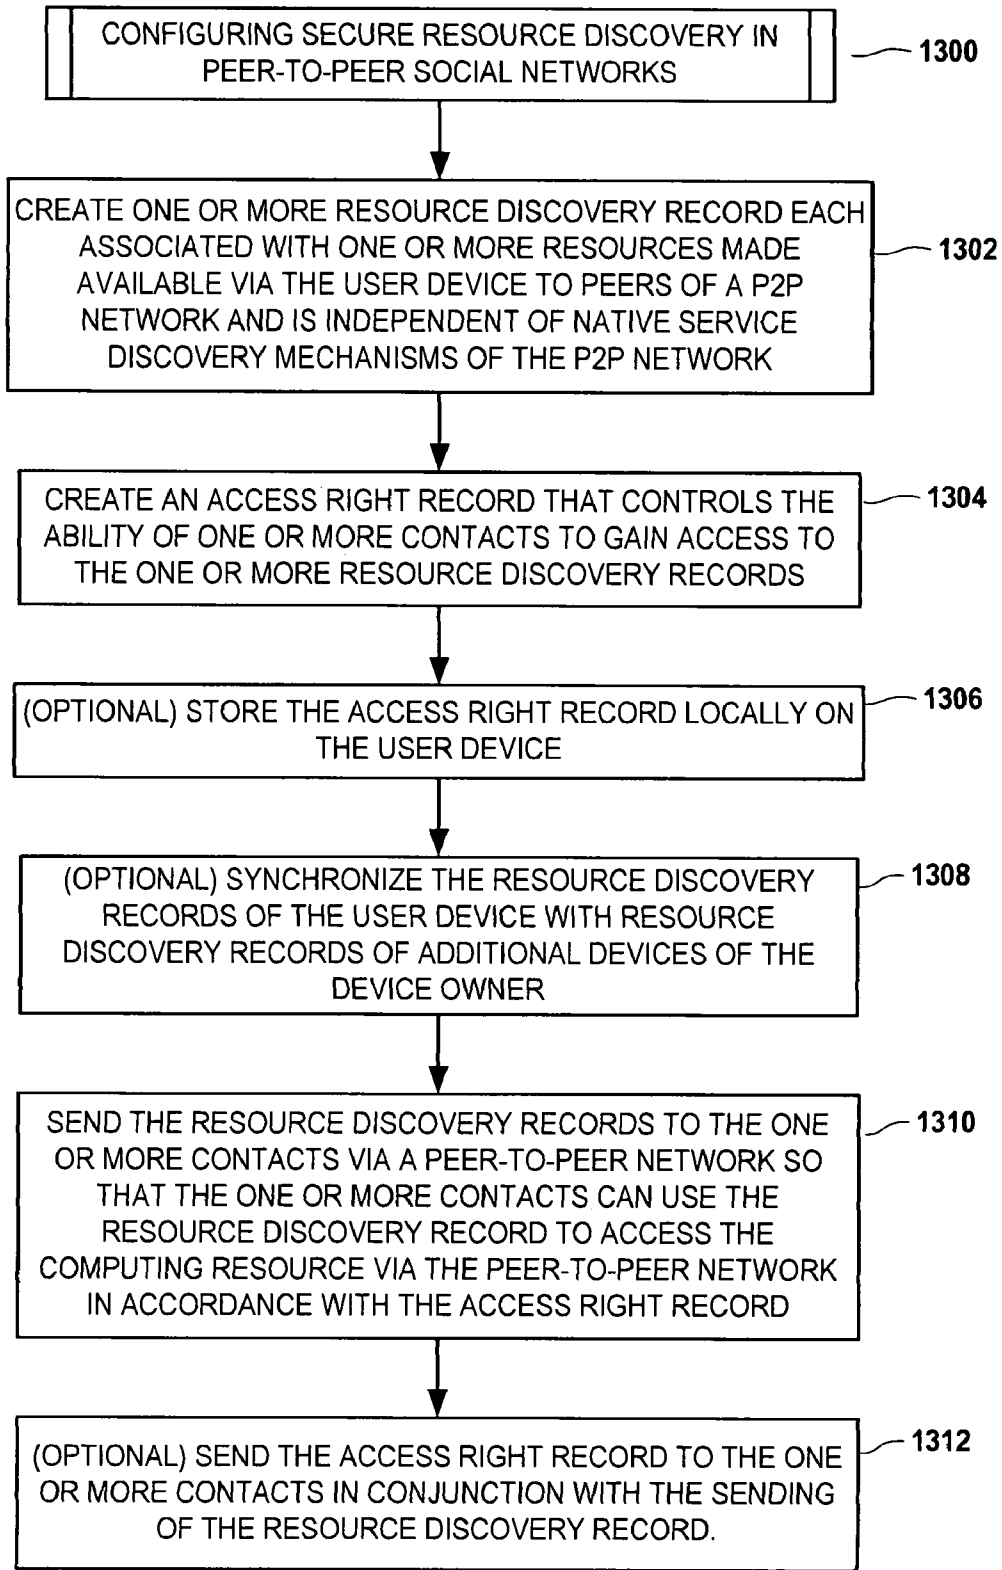 CONFIGURING SECURE RESOURCE DISCOVERY IN
PEER-TO-PEER SOCIAL NETWORKS
1300
CREATE ONE OR MORE RESOURCE DISCOVERY RECORD EACH
ASSOCIATED WITH ONE OR MORE RESOURCES MADE
AVAILABLE VIA THE USER DEVICE TO PEERS OF A P2P
NETWORK AND IS INDEPENDENT OF NATIVE SERVICE
DISCOVERY MECHANISMS OF THE P2P NETWORK
1302
CREATE AN ACCESS RIGHT RECORD THAT CONTROLS THE
ABILITY OF ONE OR MORE CONTACTS TO GAIN ACCESS TO
THE ONE OR MORE RESOURCE DISCOVERY RECORDS
1304
(OPTIONAL) STORE THE ACCESS RIGHT RECORD LOCALLY ON
THE USER DEVICE
1306
(OPTIONAL) SYNCHRONIZE THE RESOURCE DISCOVERY
RECORDS OF THE USER DEVICE WITH RESOURCE
DISCOVERY RECORDS OF ADDITIONAL DEVICES OF THE
DEVICE OWNER
1308
SEND THE RESOURCE DISCOVERY RECORDS TO THE ONE
OR MORE CONTACTS VIA A PEER-TO-PEER NETWORK SO
THAT THE ONE OR MORE CONTACTS CAN USE THE
RESOURCE DISCOVERY RECORD TO ACCESS THE
COMPUTING RESOURCE VIA THE PEER-TO-PEER NETWORK
IN ACCORDANCE WITH THE ACCESS RIGHT RECORD
1310
(OPTIONAL) SEND THE ACCESS RIGHT RECORD TO THE ONE
OR MORE CONTACTS IN CONJUNCTION WITH THE SENDING
OF THE RESOURCE DISCOVERY RECORD.
1312